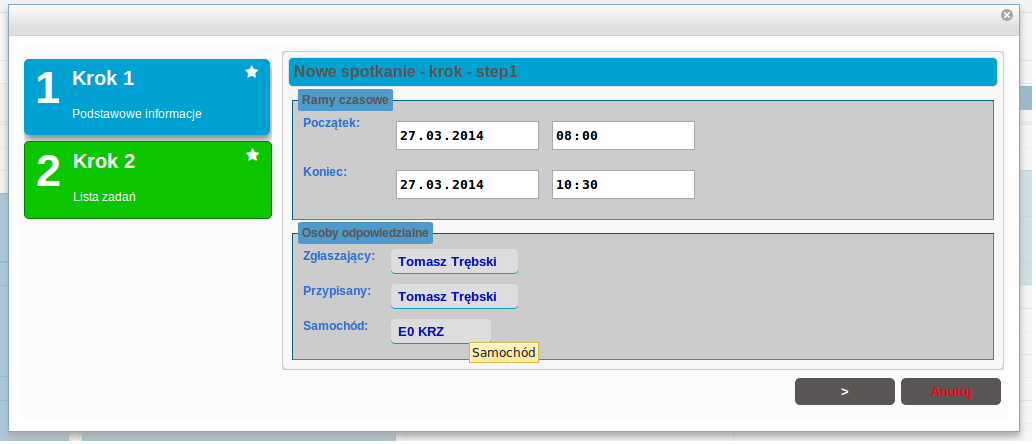 1 Krok 1
Podstawowe informacje
2 Krok 2
Lista zadań
Nowe spotkanie - krok - step1
Ramy czasowe
Początek: 27.03.2014 08:00
Koniec: 27.03.2014 10:30
Osoby odpowiedzialne
Zgłaszający: Tomasz Trębski
Przypisany: Tomasz Trębski
Samochód: E0 KRZ
Samochód
> Anuluj